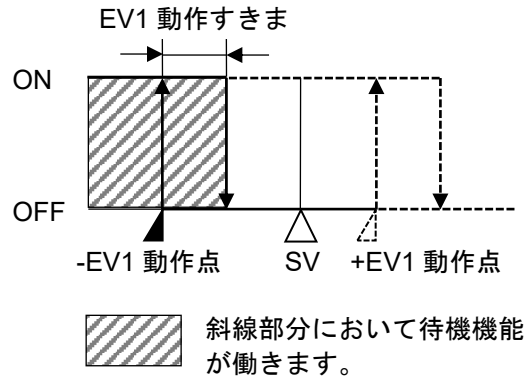 EV1 動作すきま
ON
OFF
-EV1 動作点
SV
+EV1 動作点
斜線部分において待機機能
が働きます。